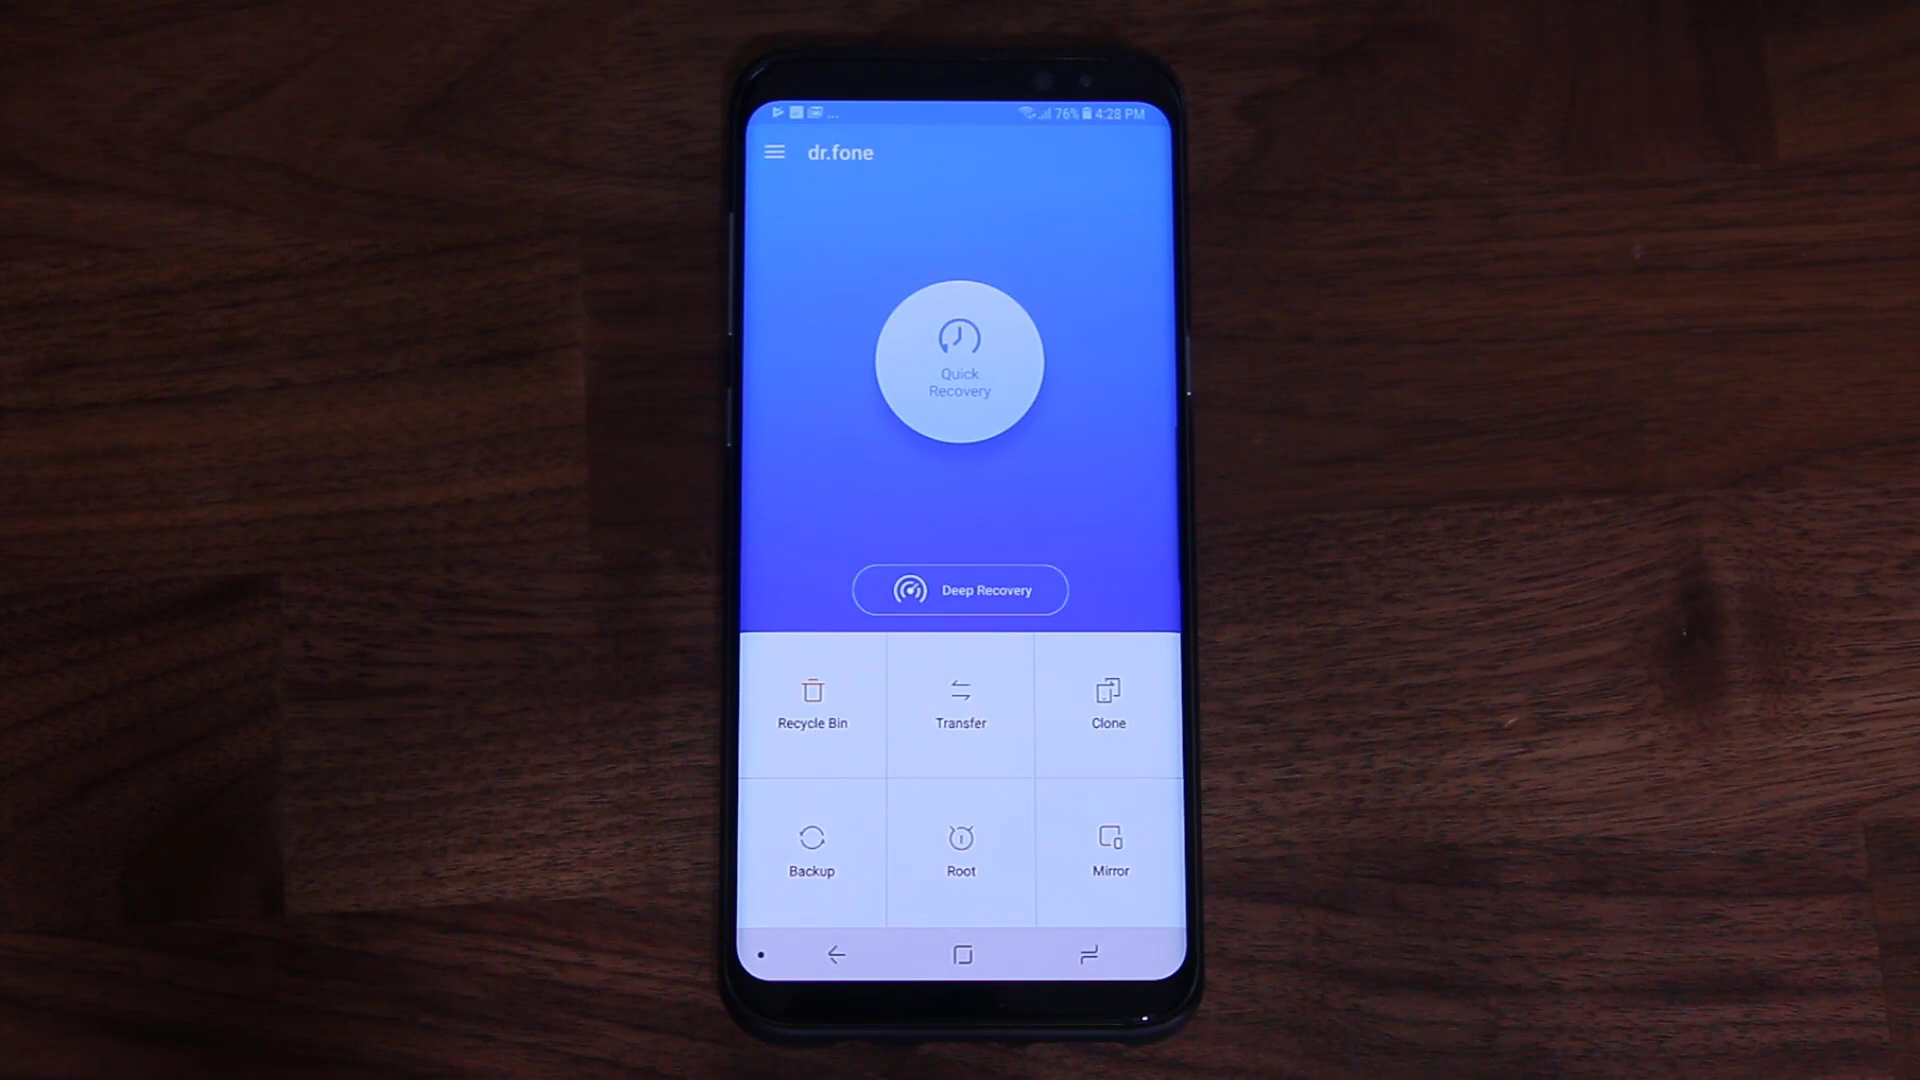 76% 4:28 PM
dr.fone
Quick
Recovery
Deep Recovery
Recycle Bin Transfer Clone
Backup Root Mirror